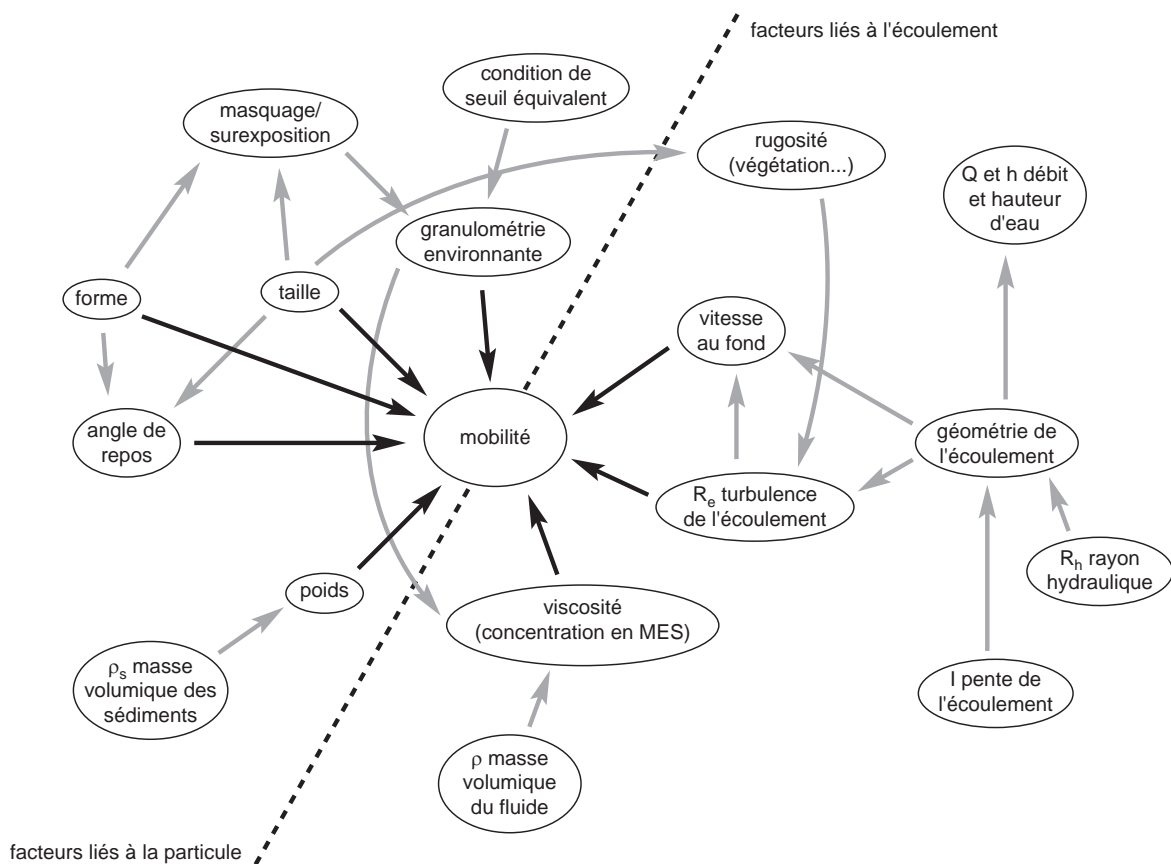 facteurs liés à l'écoulement
condition de
seuil équivalent
masquage/
surexposition
rugosité
(végétation...)
Q et h débit
et hauteur
d'eau
granulométrie
environnante
forme
taille
vitesse
au fond
angle de
repos
mobilité
géométrie de
l'écoulement
Re turbulence
de l'écoulement
Rh rayon
hydraulique
poids
viscosité
(concentration en MES)
ρs masse
volumique des
sédiments
I pente de
l'écoulement
ρ masse
volumique
du fluide
facteurs liés à la particule